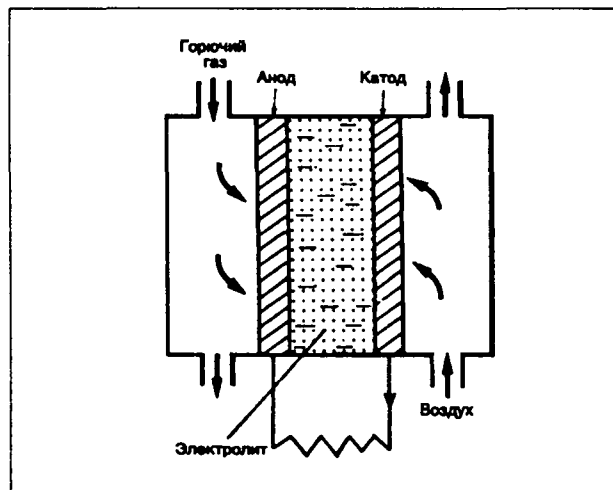 Горючий
газ
Анод
Катод
Воздух
Электролит